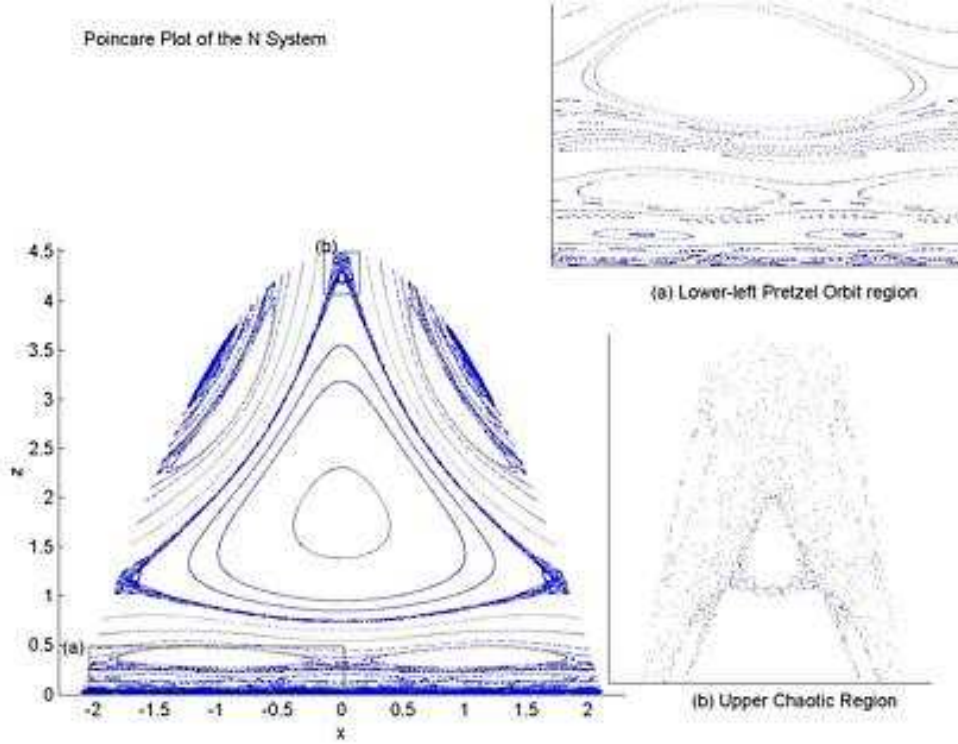 Poincare Plot of the N System
(a) Lower-left Pretzel Orbit region
(b)
4.5
4
3.5
3
2.5
2
1.5
1
0.5
0
z
(a)
-2 -1.5 -1 -0.5 0 0.5 1 1.5 2
x
(b) Upper Chaotic Region